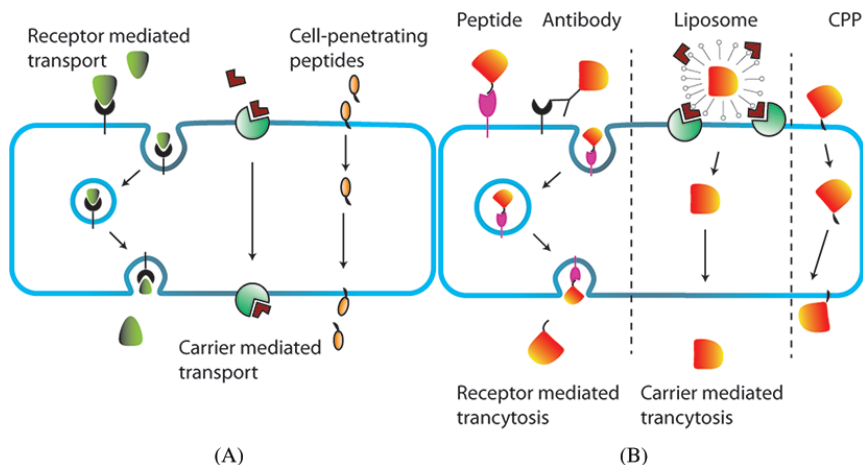 Receptor mediated
transport
Cell-penetrating
peptides
Carrier mediated
transport
(A)
Peptide
Antibody
Liposome
CPP
Receptor mediated
trancytosis
Carrier mediated
trancytosis
(B)